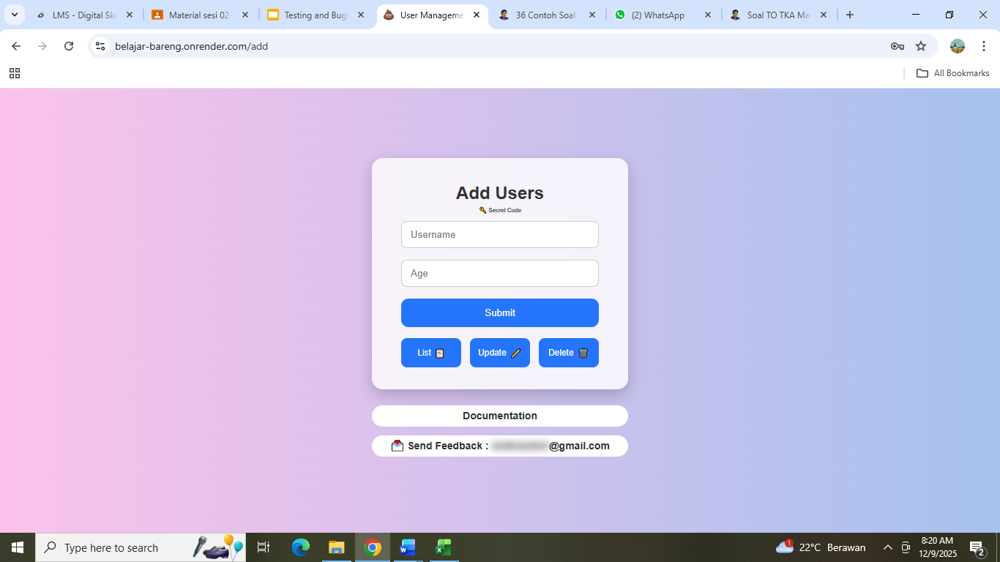 LMS - Digital Sk
Material sesi 02-
Testing and Bug
User Manageme
36 Contoh Soal
(2) WhatsApp
Soal TO TKA Ma
belajar-bareng.onrender.com/add
All Bookmarks
Add Users
Secret Code
Username
Age
Submit
List
Update
Delete
Documentation
Send Feedback : @gmail.com
Type here to search
1
22°C Berawan
8:20 AM
12/9/2025
2